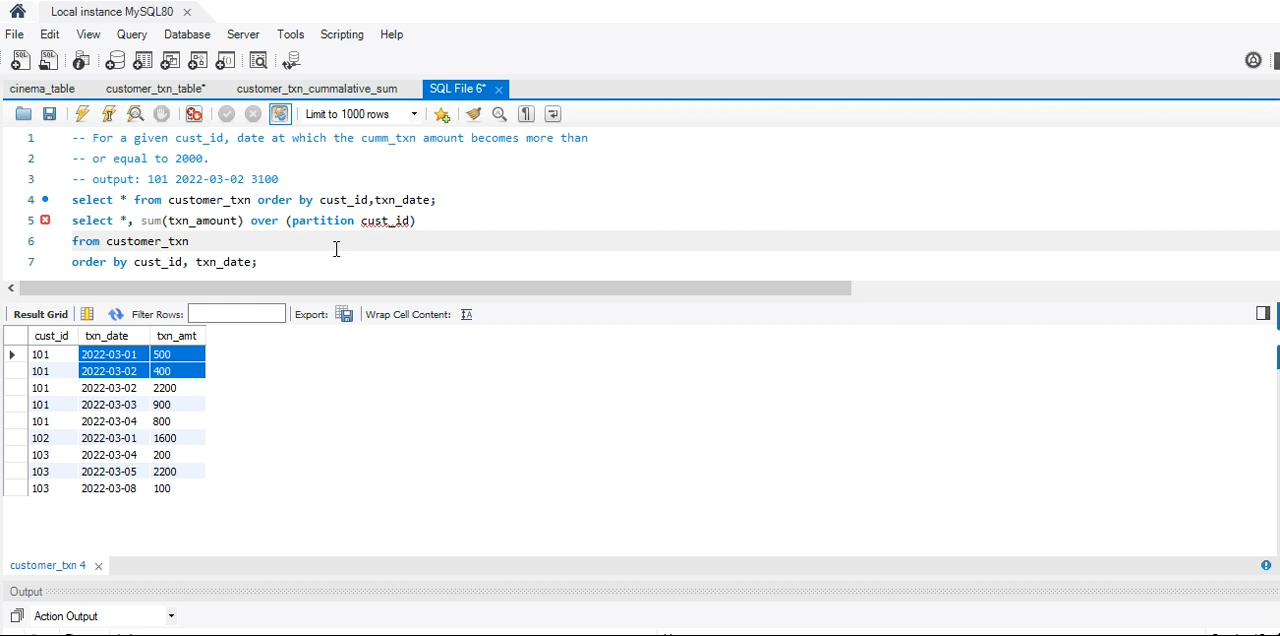 Local instance MySQL80
File Edit View Query Database Server Tools Scripting Help
cinema_table customer_txn_table* customer_txn_cummalative_sum SQL File 6*
Limit to 1000 rows
1 -- For a given cust_id, date at which the cumm_txn amount becomes more than
2 -- or equal to 2000.
3 -- output: 101 2022-03-02 3100
4 select * from customer_txn order by cust_id,txn_date;
5 select *, sum(txn_amount) over (partition cust_id)
6 from customer_txn
7 order by cust_id, txn_date;
Result Grid Filter Rows: Export: Wrap Cell Content:
cust_id txn_date txn_amt
101 2022-03-01 500
101 2022-03-02 400
101 2022-03-02 2200
101 2022-03-03 900
101 2022-03-04 800
102 2022-03-01 1600
103 2022-03-04 200
103 2022-03-05 2200
103 2022-03-08 100
customer_txn 4
Output
Action Output